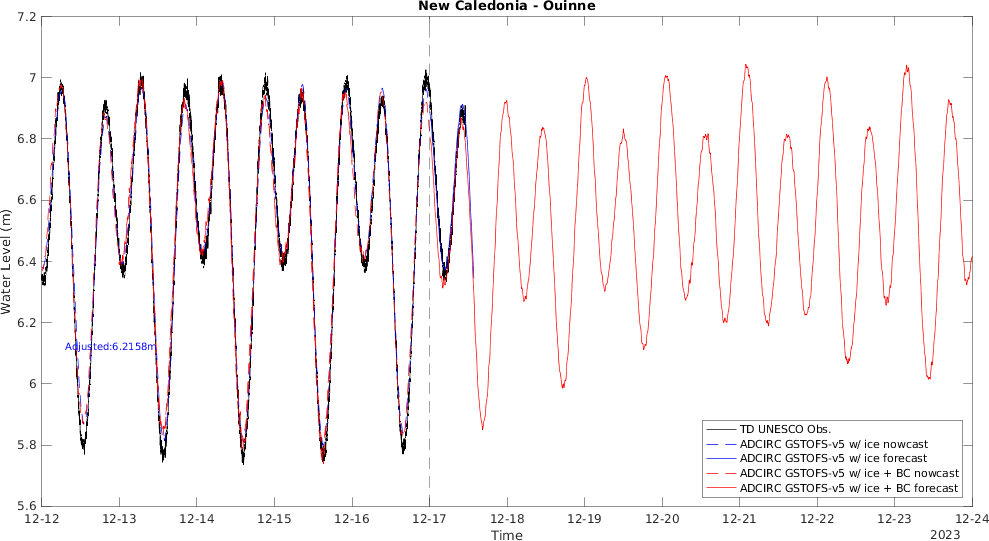 New Caledonia - Ouinne
Water Level (m)
7.2
7
6.8
6.6
6.4
6.2
6
5.8
5.6
Adjusted:6.2158m
TD UNESCO Obs.
ADCIRC GSTOFS-v5 w/ ice nowcast
ADCIRC GSTOFS-v5 w/ ice forecast
ADCIRC GSTOFS-v5 w/ ice + BC nowcast
ADCIRC GSTOFS-v5 w/ ice + BC forecast
12-12 12-13 12-14 12-15 12-16 12-17 12-18 12-19 12-20 12-21 12-22 12-23 12-24
Time
2023